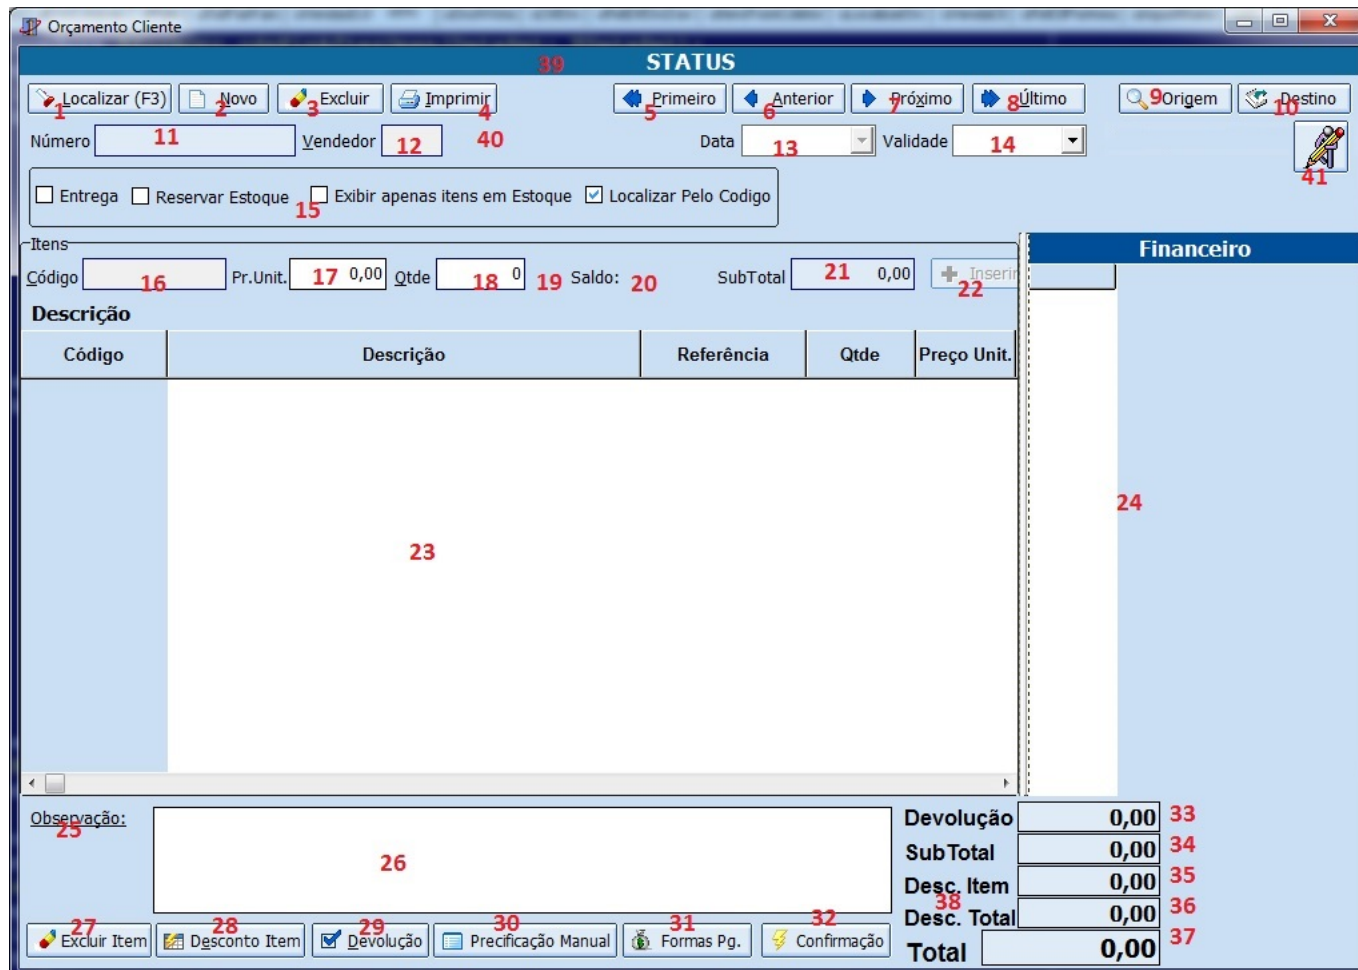 Orçamento Cliente
STATUS
39
Localizar (F3) Novo Excluir Imprimir Primeiro Anterior Próximo Último Origem Destino
1 2 3 4 5 6 7 8 9 10
Número 11 Vendedor 12 40 Data 13 Validade 14
41
Entrega Reservar Estoque Exibir apenas itens em Estoque Localizar Pelo Codigo
15
Itens
Financeiro
Código 16 Pr.Unit. 17 0,00 Qtde 18 0 19 Saldo: 20 SubTotal 21 0,00 Inserir
22
Descrição
Código Descrição Referência Qtde Preço Unit.
23
24
Observação:
25
26
Devolução 0,00 33
SubTotal 0,00 34
Desc. Item 0,00 35
38
Desc. Total 0,00 36
Total 0,00 37
27 28 29 30 31 32
Excluir Item Desconto Item Devolução Precificação Manual Formas Pg. Confirmação